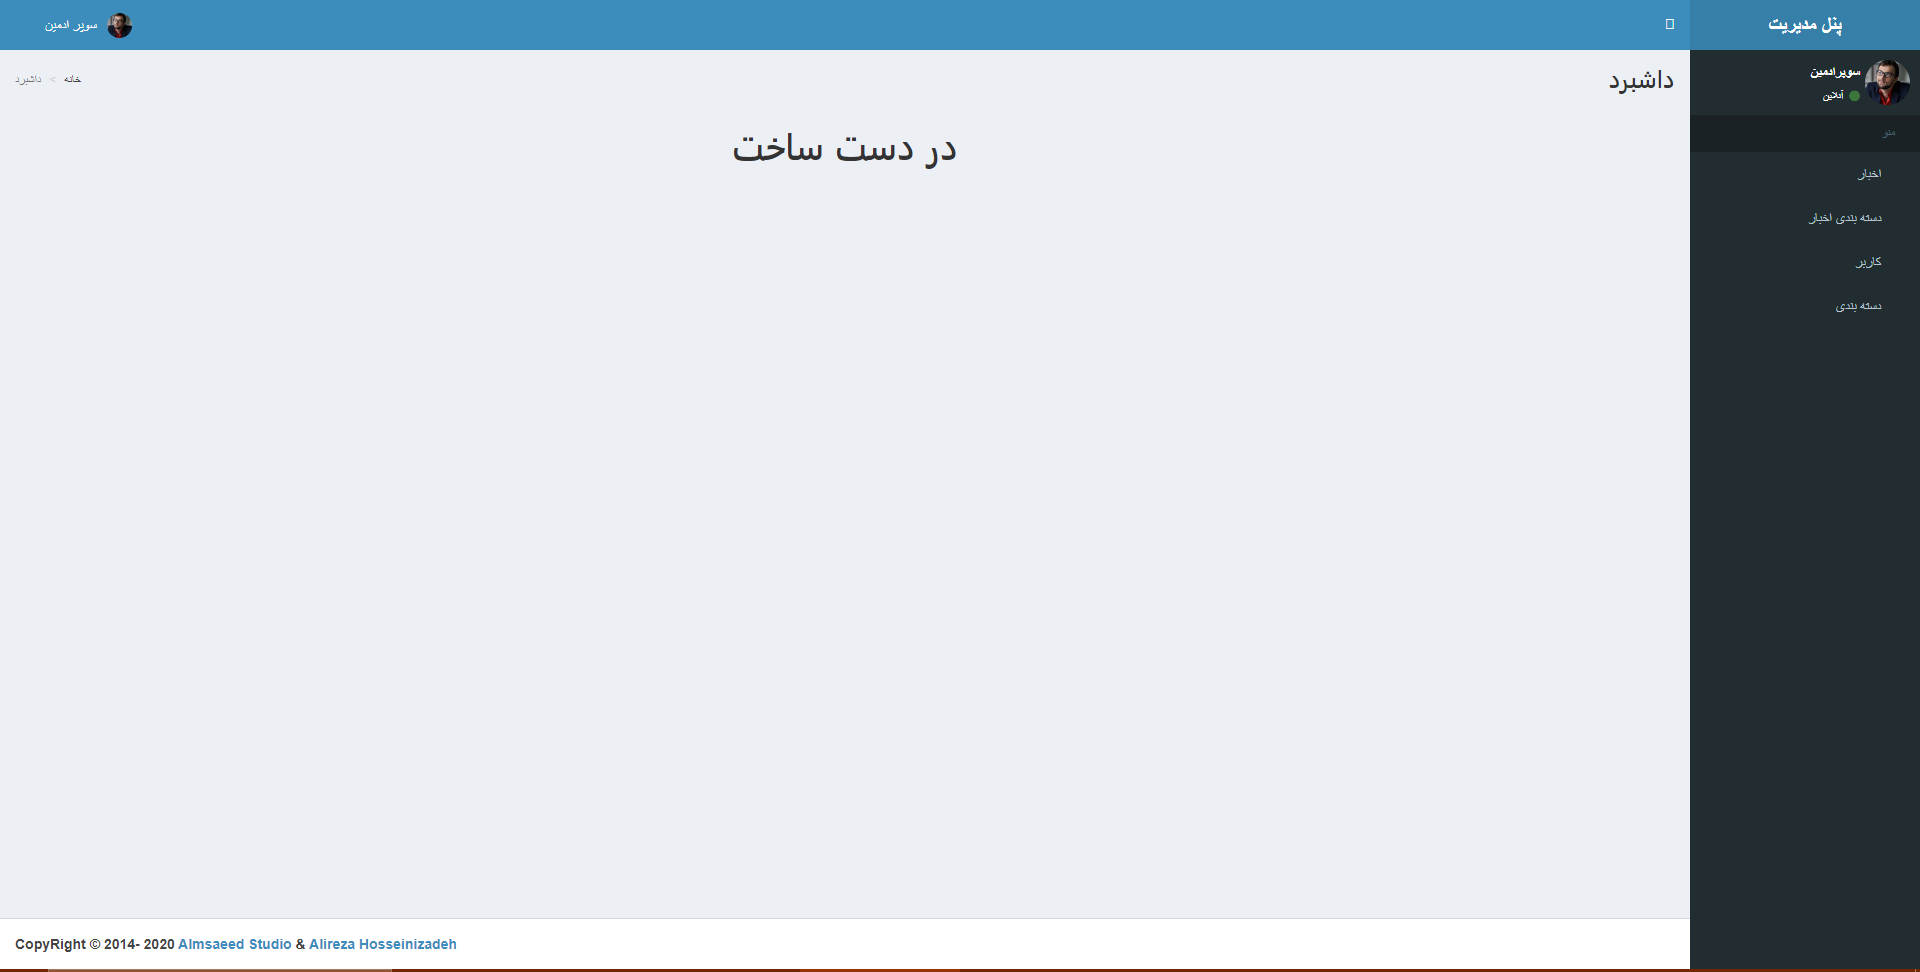 پنل مدیریت
سوپر ادمین
سوپرادمین
آنلاین
منو
اخبار
دسته بندی اخبار
کاربر
دسته بندی
داشبرد
خانه > داشبرد
در دست ساخت
CopyRight © 2014- 2020 Almsaeed Studio & Alireza Hosseinizadeh